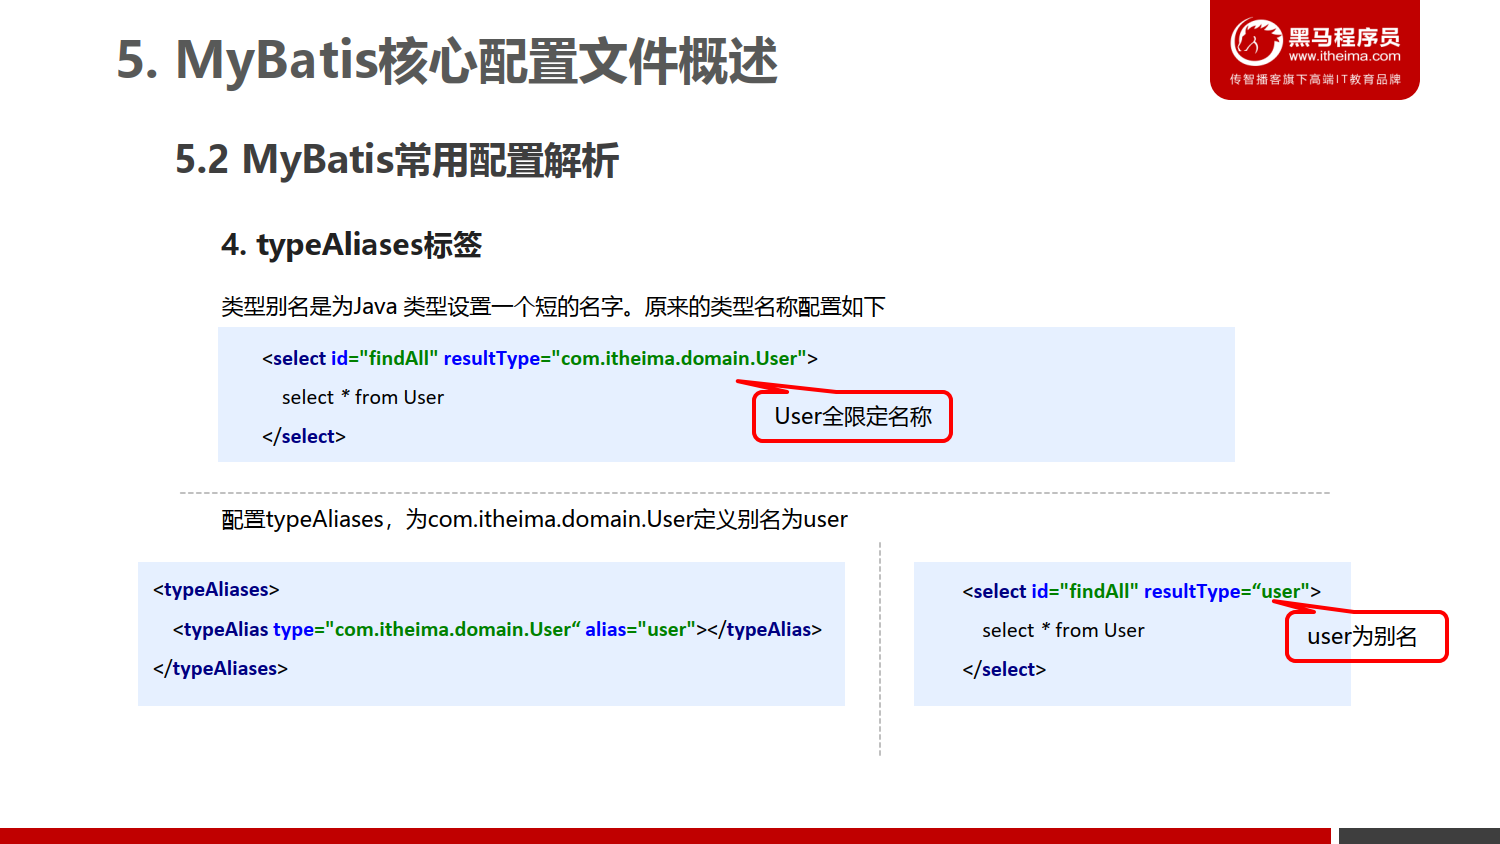 5. MyBatis核心配置文件概述
黑马程序员
www.itheima.com
传智播客旗下高端IT教育品牌
5.2 MyBatis常用配置解析
4. typeAliases标签
类型别名是为Java 类型设置一个短的名字。原来的类型名称配置如下
<select id="findAll" resultType="com.itheima.domain.User">
select * from User
</select>
User全限定名称
配置typeAliases，为com.itheima.domain.User定义别名为user
<typeAliases>
<typeAlias type="com.itheima.domain.User“ alias="user"></typeAlias>
</typeAliases>
<select id="findAll" resultType=“user">
select * from User
</select>
user为别名